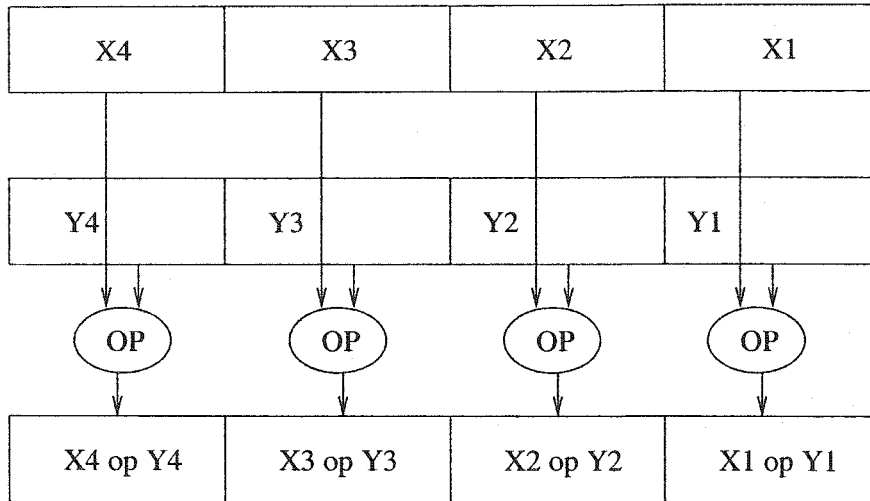 X4 X3 X2 X1
Y4 Y3 Y2 Y1
OP OP OP OP
X4 op Y4 X3 op Y3 X2 op Y2 X1 op Y1